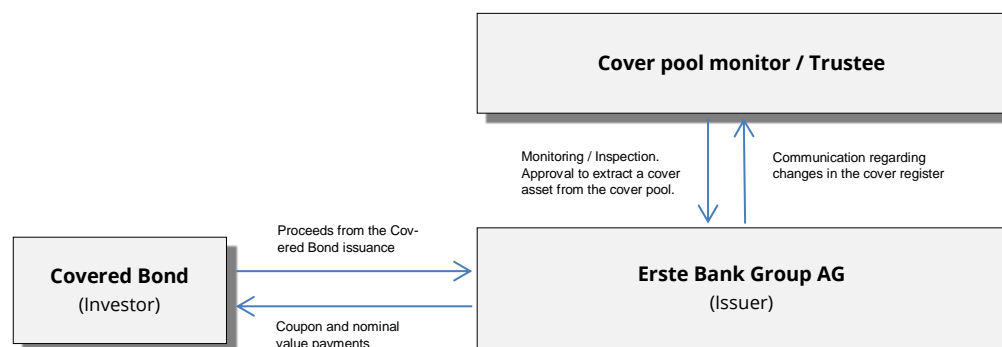 Cover pool monitor / Trustee
Monitoring / Inspection.
Approval to extract a cover
asset from the cover pool.
Communication regarding
changes in the cover register
Proceeds from the Cov-
ered Bond issuance
Covered Bond
(Investor)
Erste Bank Group AG
(Issuer)
Coupon and nominal
value payments